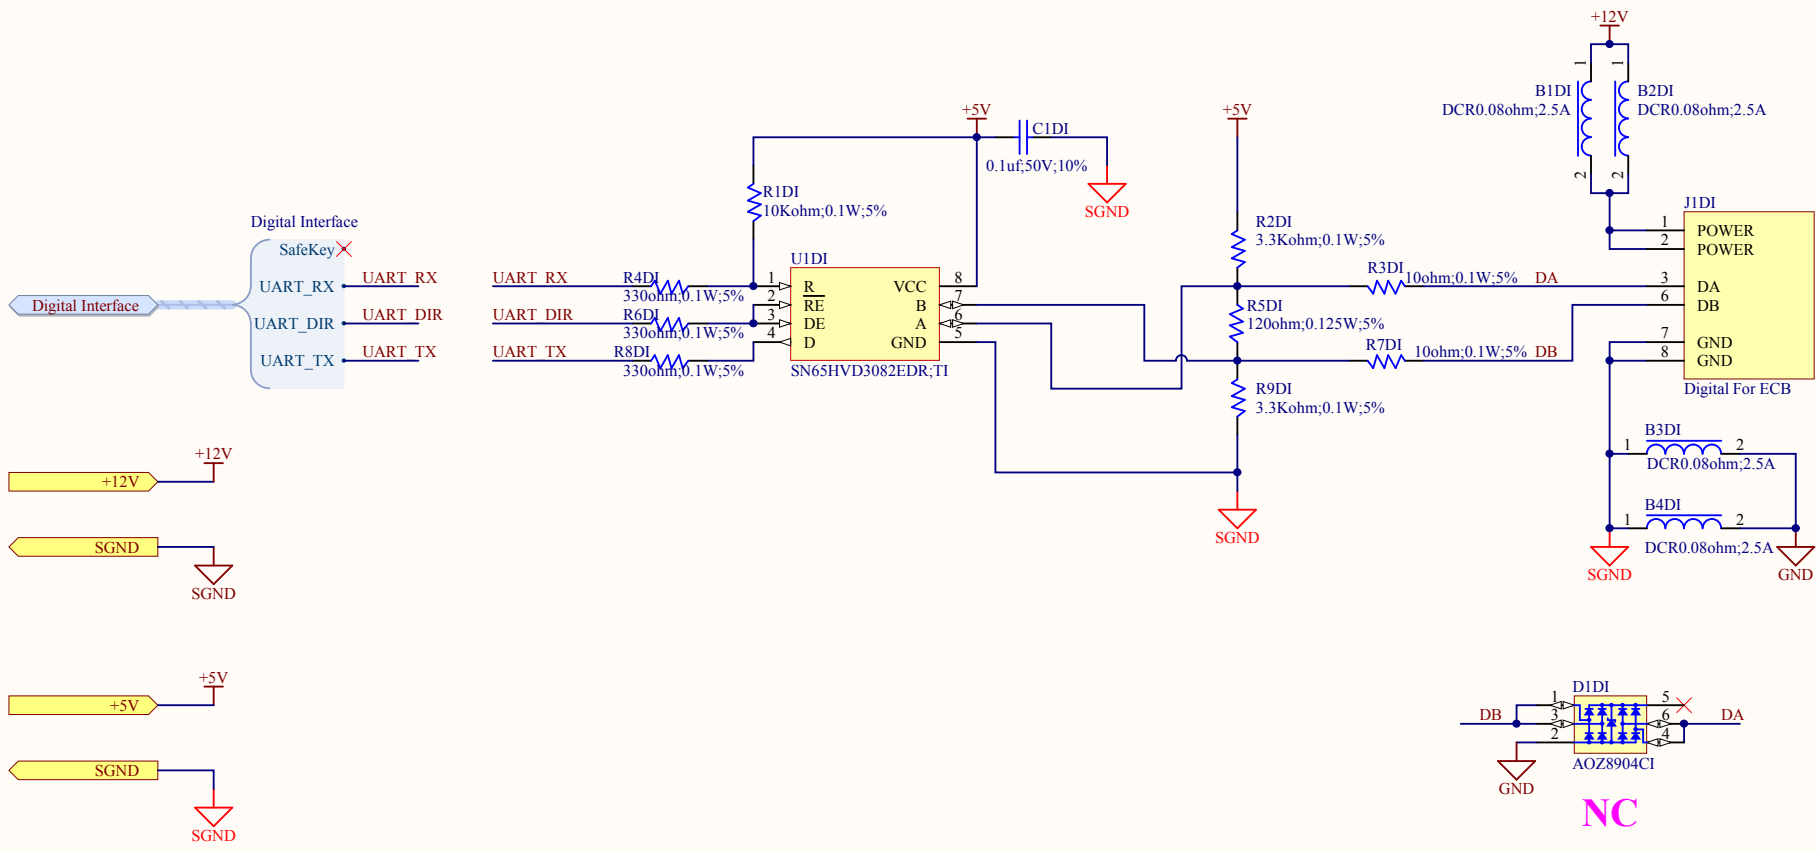 +12V
B1DI
DCR0.08ohm;2.5A
1
2
B2DI
DCR0.08ohm;2.5A
1
2
+5V
C1DI
0.1uf;50V;10%
SGND
+5V
R1DI
10Kohm;0.1W;5%
R2DI
3.3Kohm;0.1W;5%
J1DI
1 POWER
2 POWER
3 DA
6 DB
7 GND
8 GND
Digital For ECB
Digital Interface
SafeKey
UART_RX
UART_DIR
UART_TX
Digital Interface
UART_RX
UART_DIR
UART_TX
UART_RX
UART_DIR
UART_TX
R4DI
330ohm;0.1W;5%
R6DI
330ohm;0.1W;5%
R8DI
330ohm;0.1W;5%
U1DI
1 R VCC 8
2 RE B 7
3 DE A 6
4 D GND 5
SN65HVD3082EDR;TI
R3DI
10ohm;0.1W;5% DA
R5DI
120ohm;0.125W;5%
R7DI
10ohm;0.1W;5% DB
R9DI
3.3Kohm;0.1W;5%
SGND
B3DI
1 2
DCR0.08ohm;2.5A
B4DI
1 2
DCR0.08ohm;2.5A
SGND
GND
+12V
+12V
SGND
SGND
+5V
+5V
SGND
SGND
D1DI
DB
1
3
2
5
6
4
DA
AOZ8904CI
GND
NC